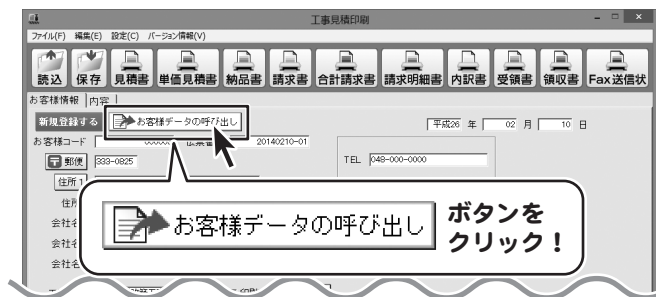 工事見積印刷
ファイル(F) 編集(E) 設定(C) バージョン情報(V)
読込 保存 見積書 単価見積書 納品書 請求書 合計請求書 請求明細書 内訳書 受領書 領収書 Fax送信状
お客様情報 内容
新規登録する お客様データの呼び出し 平成26 年 02 月 10 日
お客様コード 20140210-01
〒郵便 333-0825 TEL 048-000-0000
住所1
住所
会社名
会社名
会社名
お客様データの呼び出し
ボタンを
クリック！